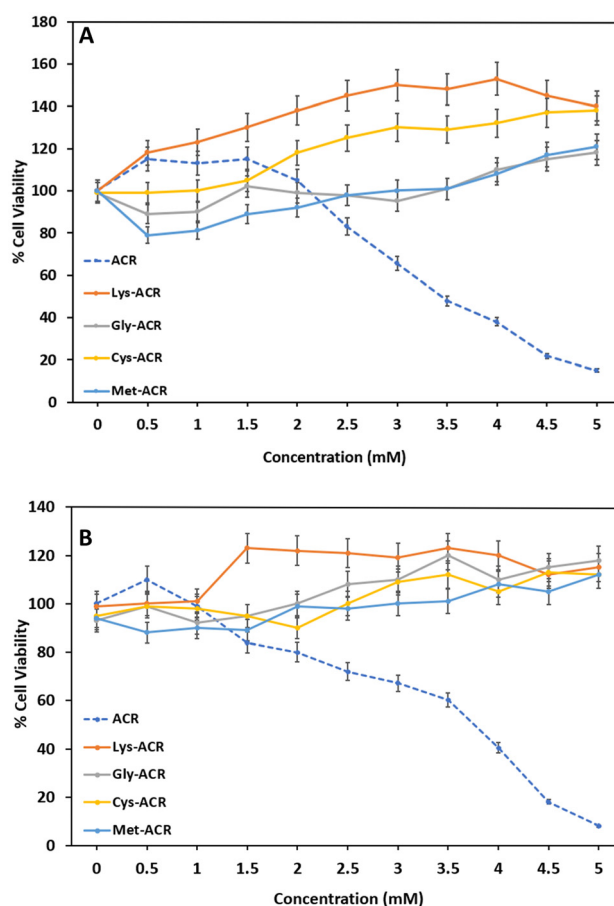 A
180
160
140
120
100
80
60
40
20
0
% Cell Viability
ACR
Lys-ACR
Gly-ACR
Cys-ACR
Met-ACR
0 0.5 1 1.5 2 2.5 3 3.5 4 4.5 5
Concentration (mM)
B
140
120
100
80
60
40
20
0
% Cell Viability
ACR
Lys-ACR
Gly-ACR
Cys-ACR
Met-ACR
0 0.5 1 1.5 2 2.5 3 3.5 4 4.5 5
Concentration (mM)